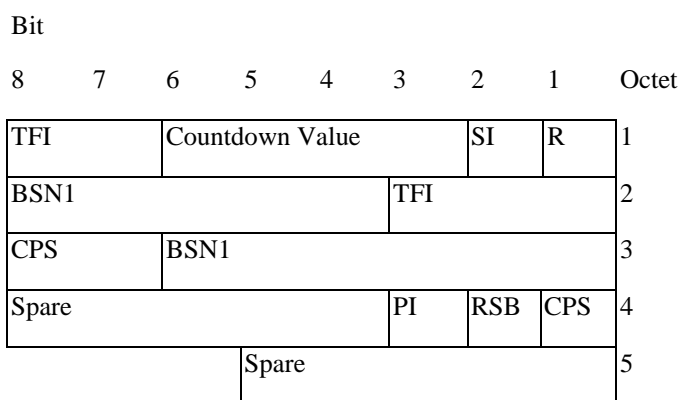 Bit
8 7 6 5 4 3 2 1 Octet
TFI Countdown Value SI R 1
BSN1 TFI 2
CPS BSN1 3
Spare PI RSB CPS 4
Spare 5